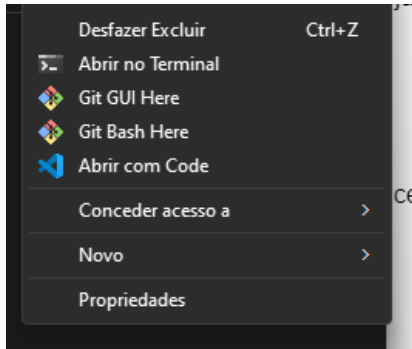 Desfazer Excluir Ctrl+Z
Abrir no Terminal
Git GUI Here
Git Bash Here
Abrir com Code
Conceder acesso a
Novo
Propriedades